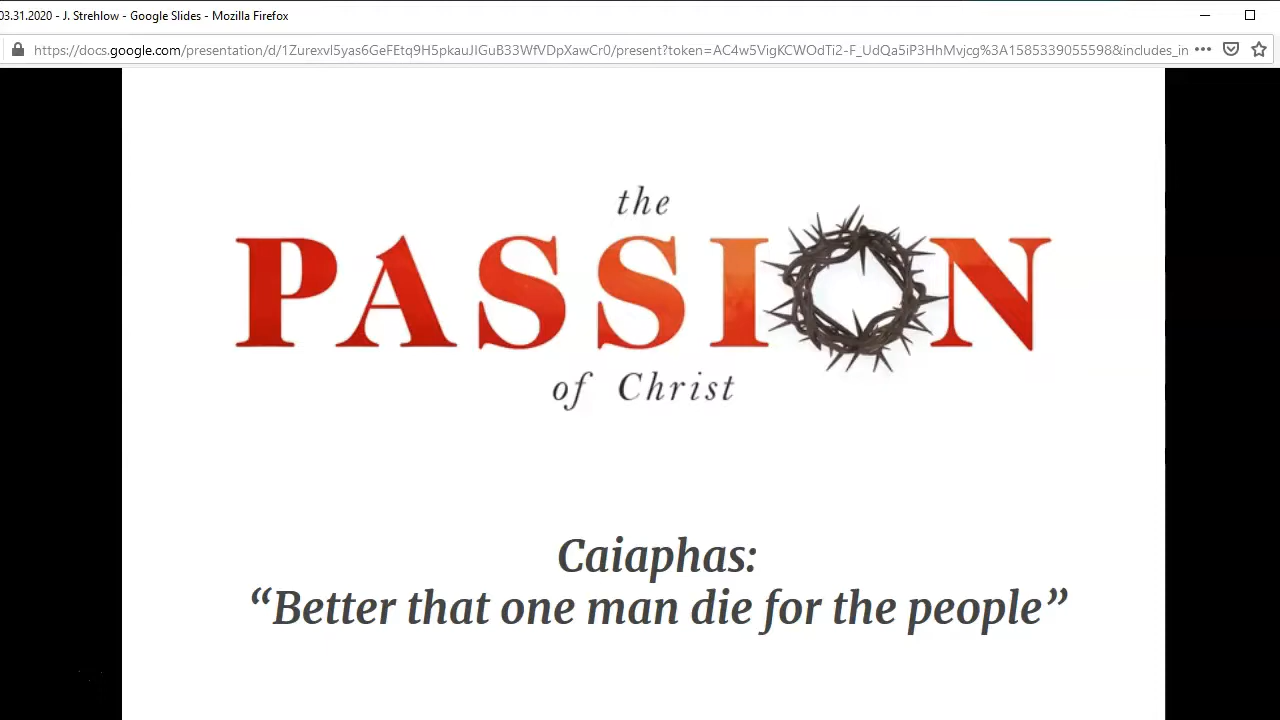 03.31.2020 - J. Strehlow - Google Slides - Mozilla Firefox
https://docs.google.com/presentation/d/1Zurexvl5yas6GeFEtq9H5pkauJIGuB33WfVDpXawCr0/present?token=AC4w5VigKCWOdTi2-F_UdQa5iP3HhMvjcg%3A1585339055598&includes_in
the
PASSION
of Christ
Caiaphas:
“Better that one man die for the people”